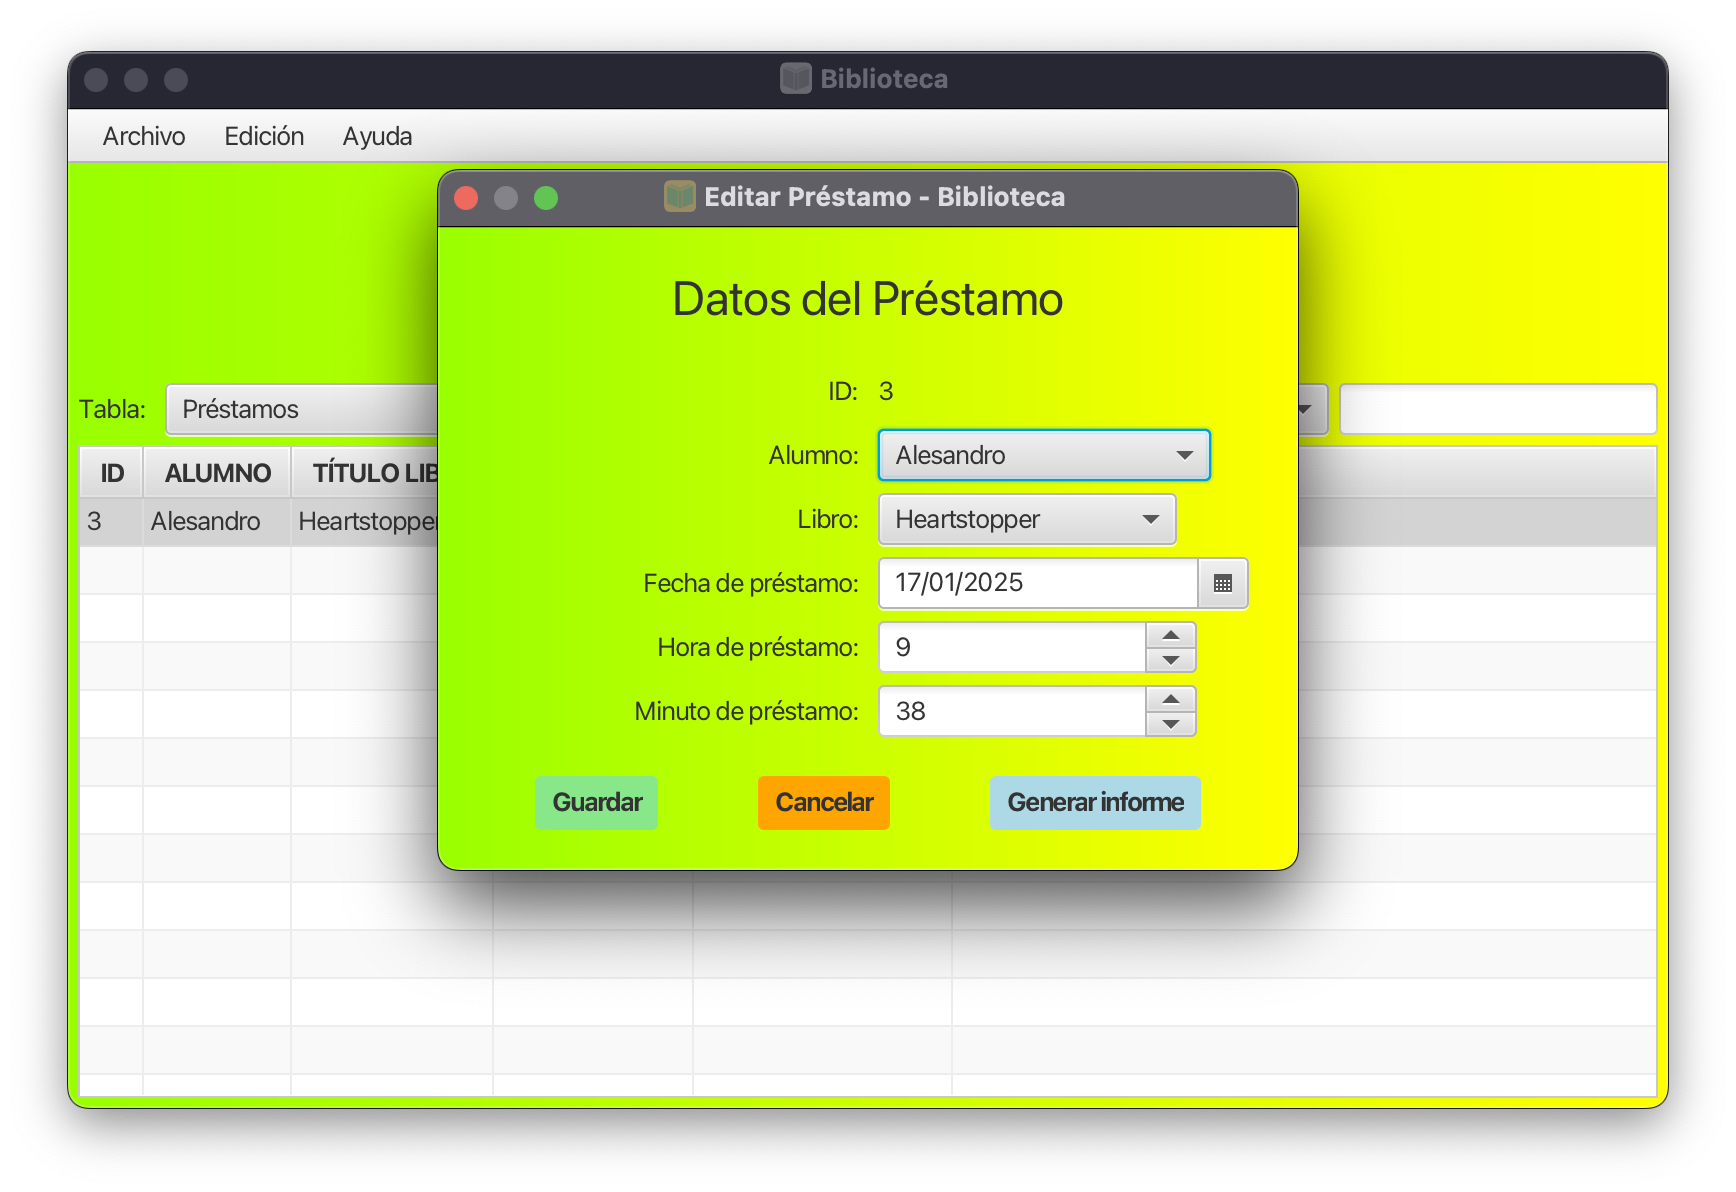 Biblioteca
Archivo Edición Ayuda
Editar Préstamo - Biblioteca
Datos del Préstamo
ID: 3
Alumno: Alesandro
Libro: Heartstopper
Fecha de préstamo: 17/01/2025
Hora de préstamo: 9
Minuto de préstamo: 38
Guardar Cancelar Generar informe
Tabla: Préstamos
ID ALUMNO TÍTULO LIB
3 Alesandro Heartstopper